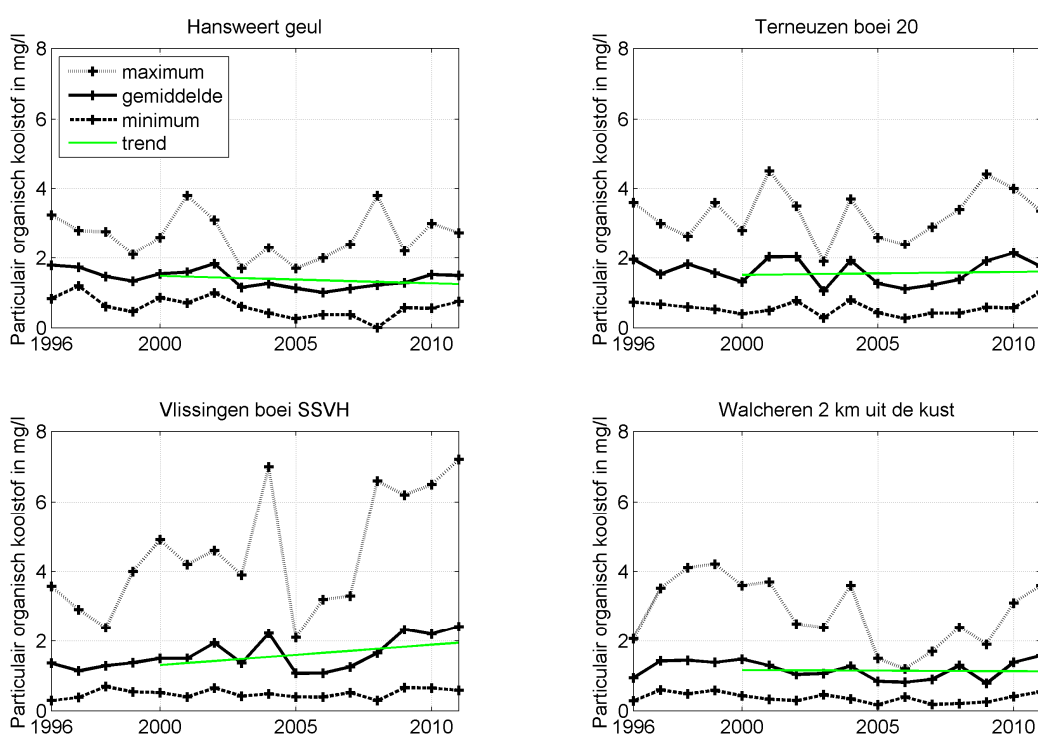 Hansweert geul
Particulair organisch koolstof in mg/l
8
6
4
2
0
maximum
gemiddelde
minimum
trend
1996 2000 2005 2010
Terneuzen boei 20
Particulair organisch koolstof in mg/l
8
6
4
2
0
1996 2000 2005 2010
Vlissingen boei SSVH
Particulair organisch koolstof in mg/l
8
6
4
2
0
1996 2000 2005 2010
Walcheren 2 km uit de kust
Particulair organisch koolstof in mg/l
8
6
4
2
0
1996 2000 2005 2010